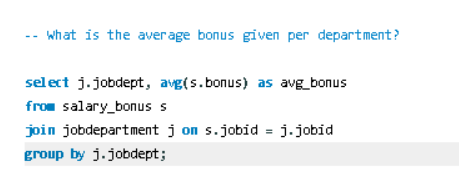 -- What is the average bonus given per department?
select j.jobdept, avg(s.bonus) as avg_bonus
from salary_bonus s
join jobdepartment j on s.jobid = j.jobid
group by j.jobdept;